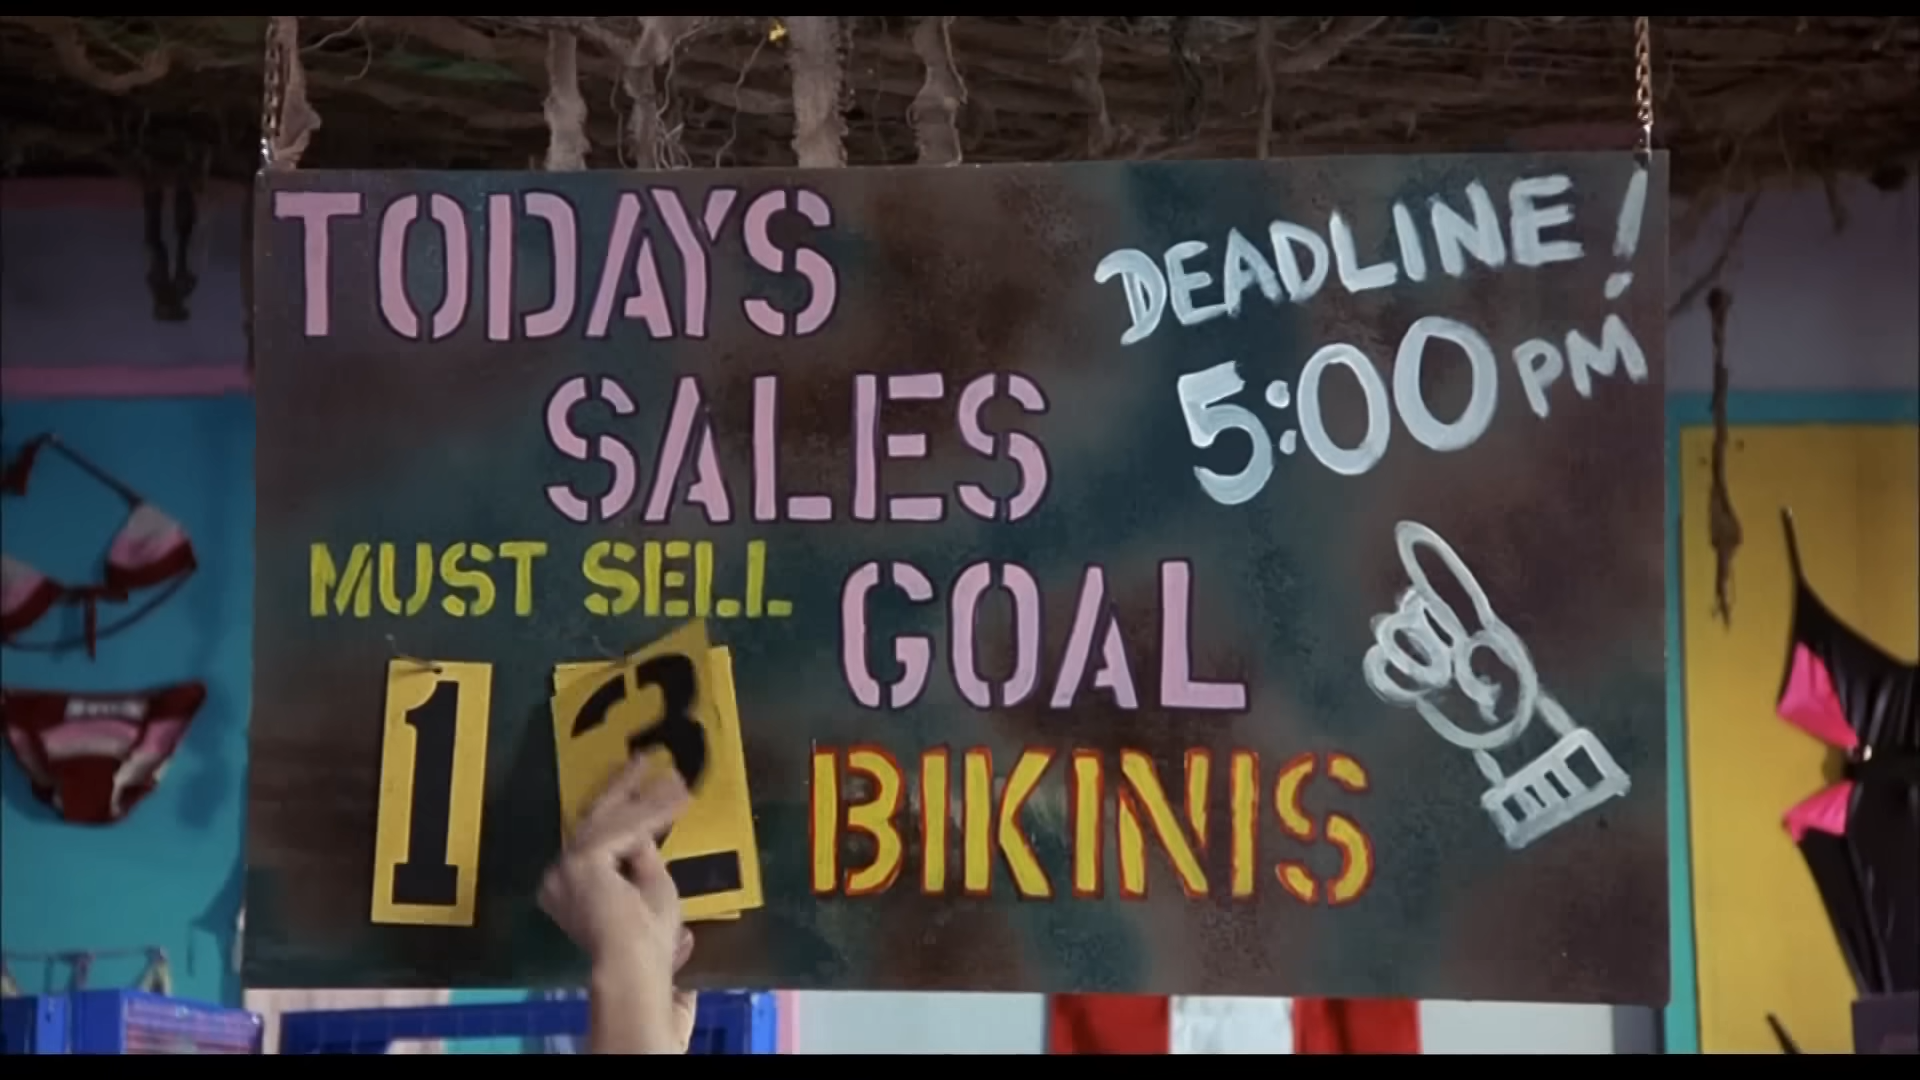 TODAYS
SALES
GOAL
DEADLINE!
5:00 PM
MUST SELL
13
BIKINIS